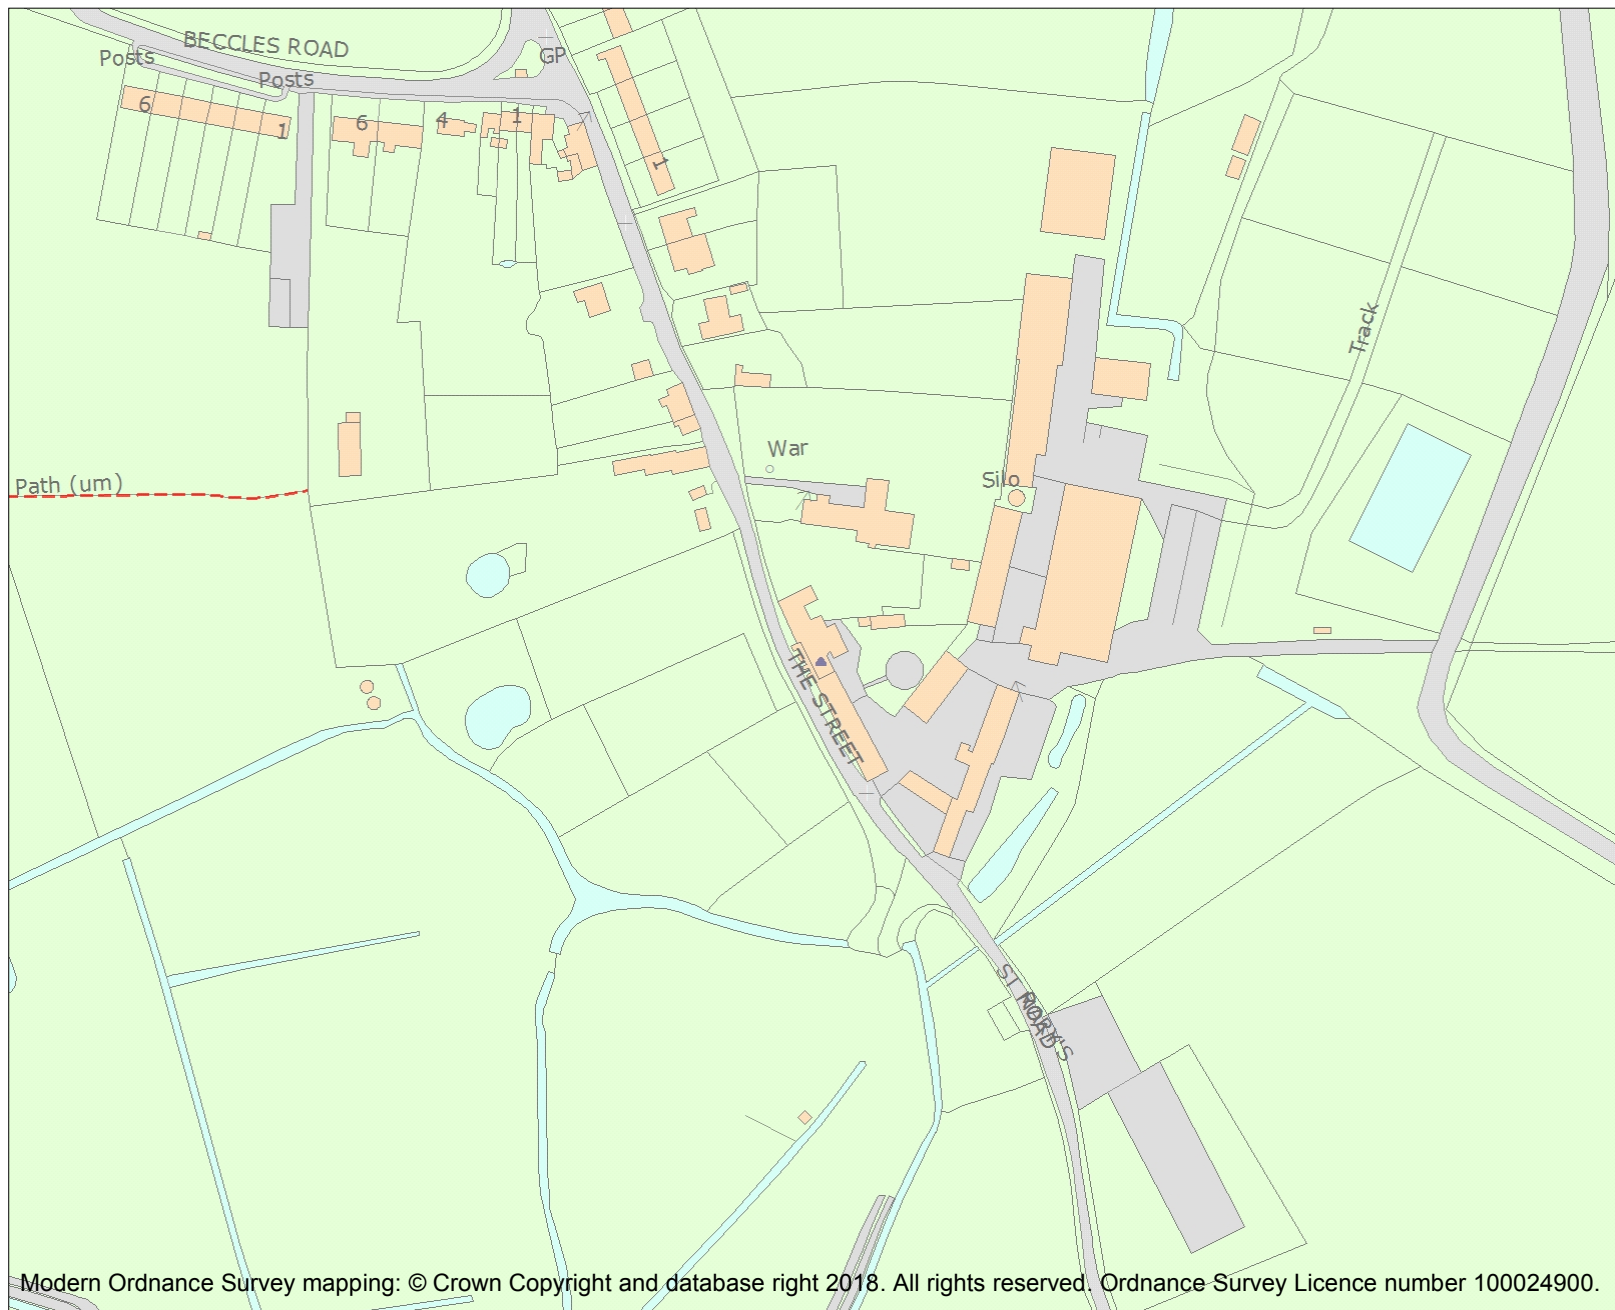 BECCLES ROAD
Posts
GP
Posts
6
1
6
4
1
1
Track
War
Silo
Path (um)
THE STREET
ST MARY'S
ROAD
Modern Ordnance Survey mapping: © Crown Copyright and database right 2018. All rights reserved. Ordnance Survey Licence number 100024900.